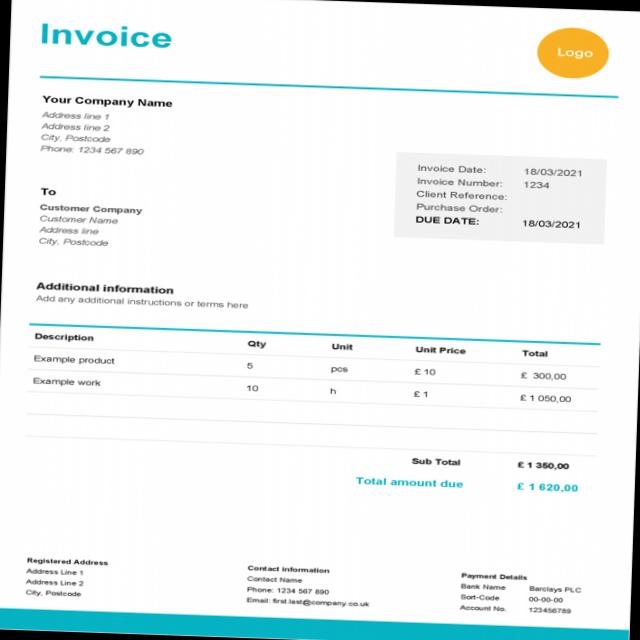 Invoice
Logo
Your Company Name
Address line 1
Address line 2
City, Postcode
Phone: 1234 567 890
Invoice Date: 18/03/2021
Invoice Number: 1234
Client Reference:
Purchase Order:
DUE DATE: 18/03/2021
To
Customer Company
Customer Name
Address line
City, Postcode
Additional information
Add any additional instructions or terms here
Description Qty Unit Unit Price Total
Example product 5 pcs £ 10 £ 300,00
Example work 10 h £ 1 £ 1 050,00
Sub Total £ 1 350,00
Total amount due £ 1 620,00
Registered Address
Address Line 1
Address Line 2
City, Postcode
Contact information
Contact Name
Phone: 1234 567 890
Email: first.last@company.co.uk
Payment Details
Bank Name Barclays PLC
Sort-Code 00-00-00
Account No. 123456789